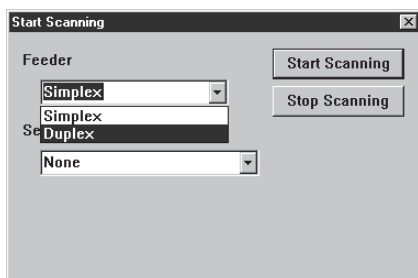 Start Scanning
Feeder
Start Scanning
Simplex
Stop Scanning
Simplex
Se
Duplex
None